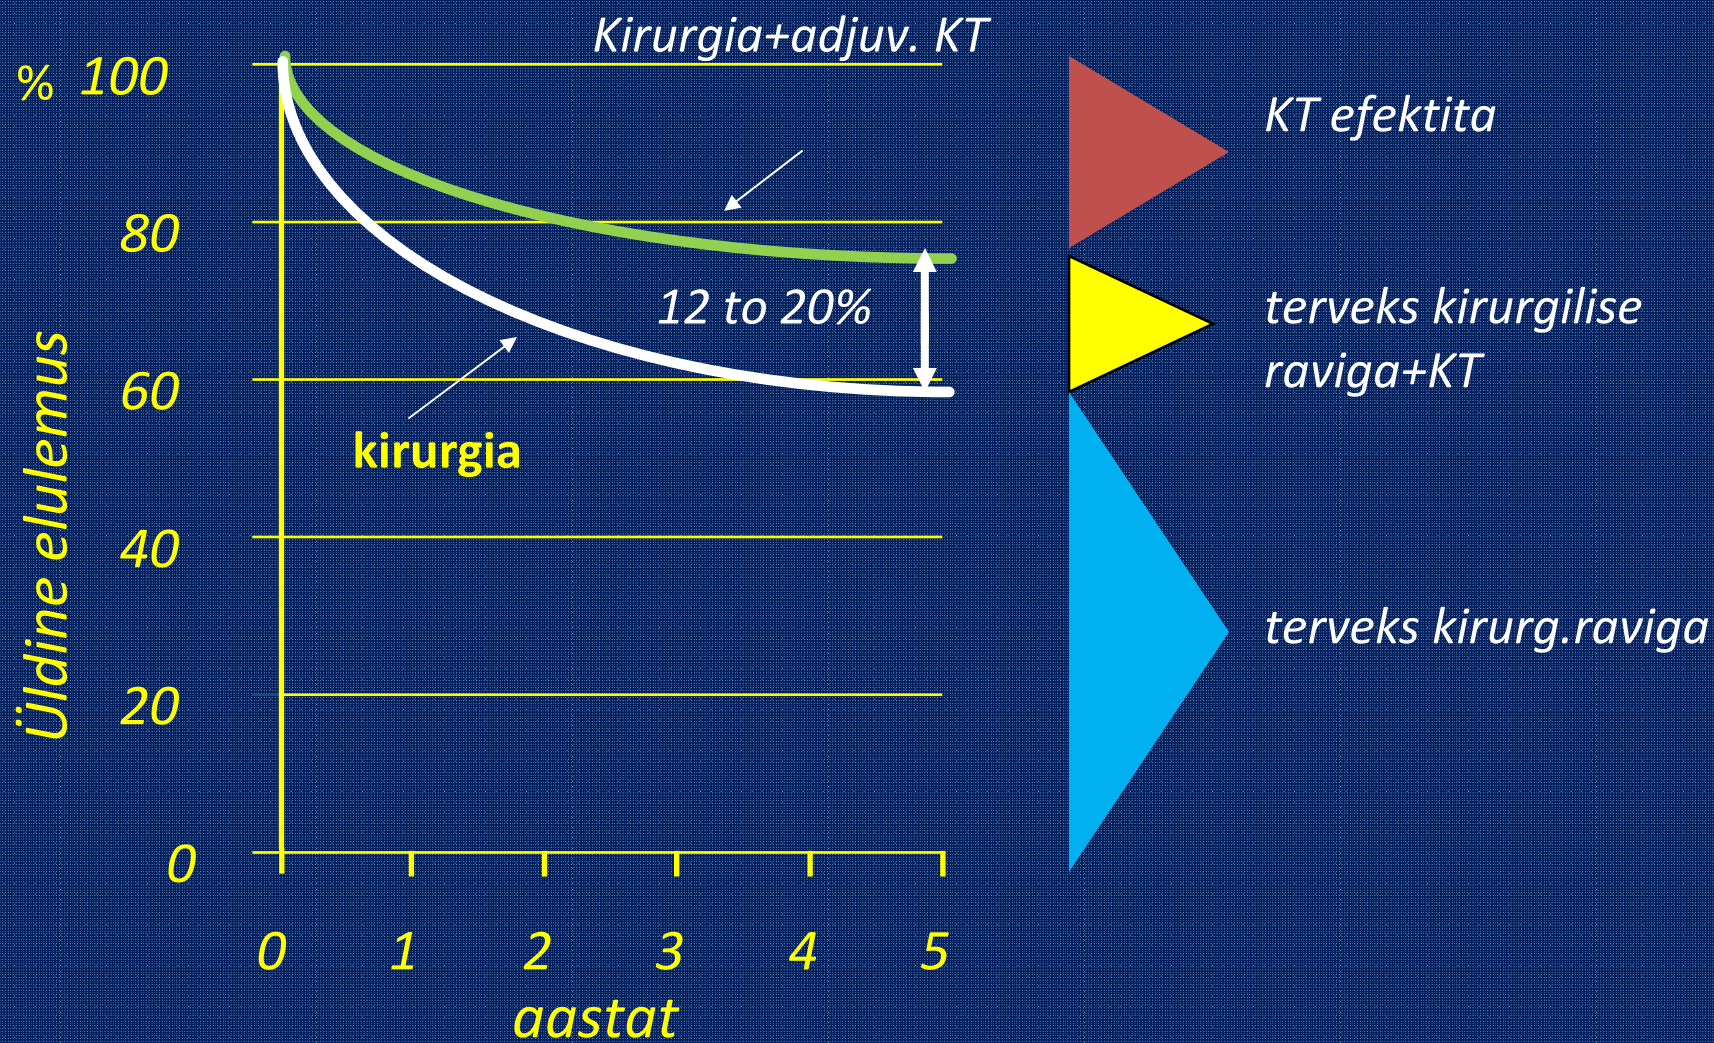 Kirurgia+adjuv. KT
% 100
80
60
40
20
0
Üldine elulemus
12 to 20%
kirurgia
0 1 2 3 4 5
aastat
KT efektita
terveks kirurgilise
raviga+KT
terveks kirurg.raviga